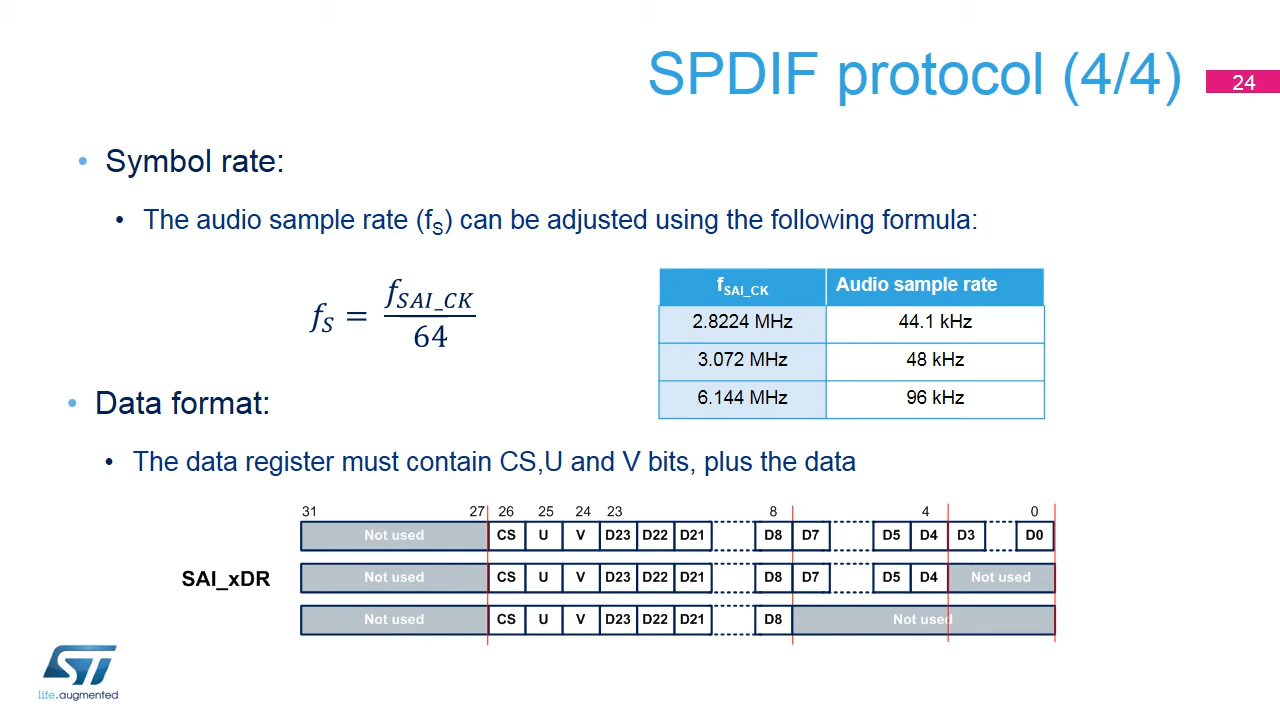 SPDIF protocol (4/4)
24
• Symbol rate:
• The audio sample rate (fS) can be adjusted using the following formula:
fS = fSAI_CK / 64
fSAI_CK Audio sample rate
2.8224 MHz 44.1 kHz
3.072 MHz 48 kHz
6.144 MHz 96 kHz
• Data format:
• The data register must contain CS,U and V bits, plus the data
31 27 26 25 24 23 8 4 0
Not used CS U V D23 D22 D21 D8 D7 D5 D4 D3 D0
SAI_xDR Not used CS U V D23 D22 D21 D8 D7 D5 D4 Not used
Not used CS U V D23 D22 D21 D8 Not used
ST
life.augmented